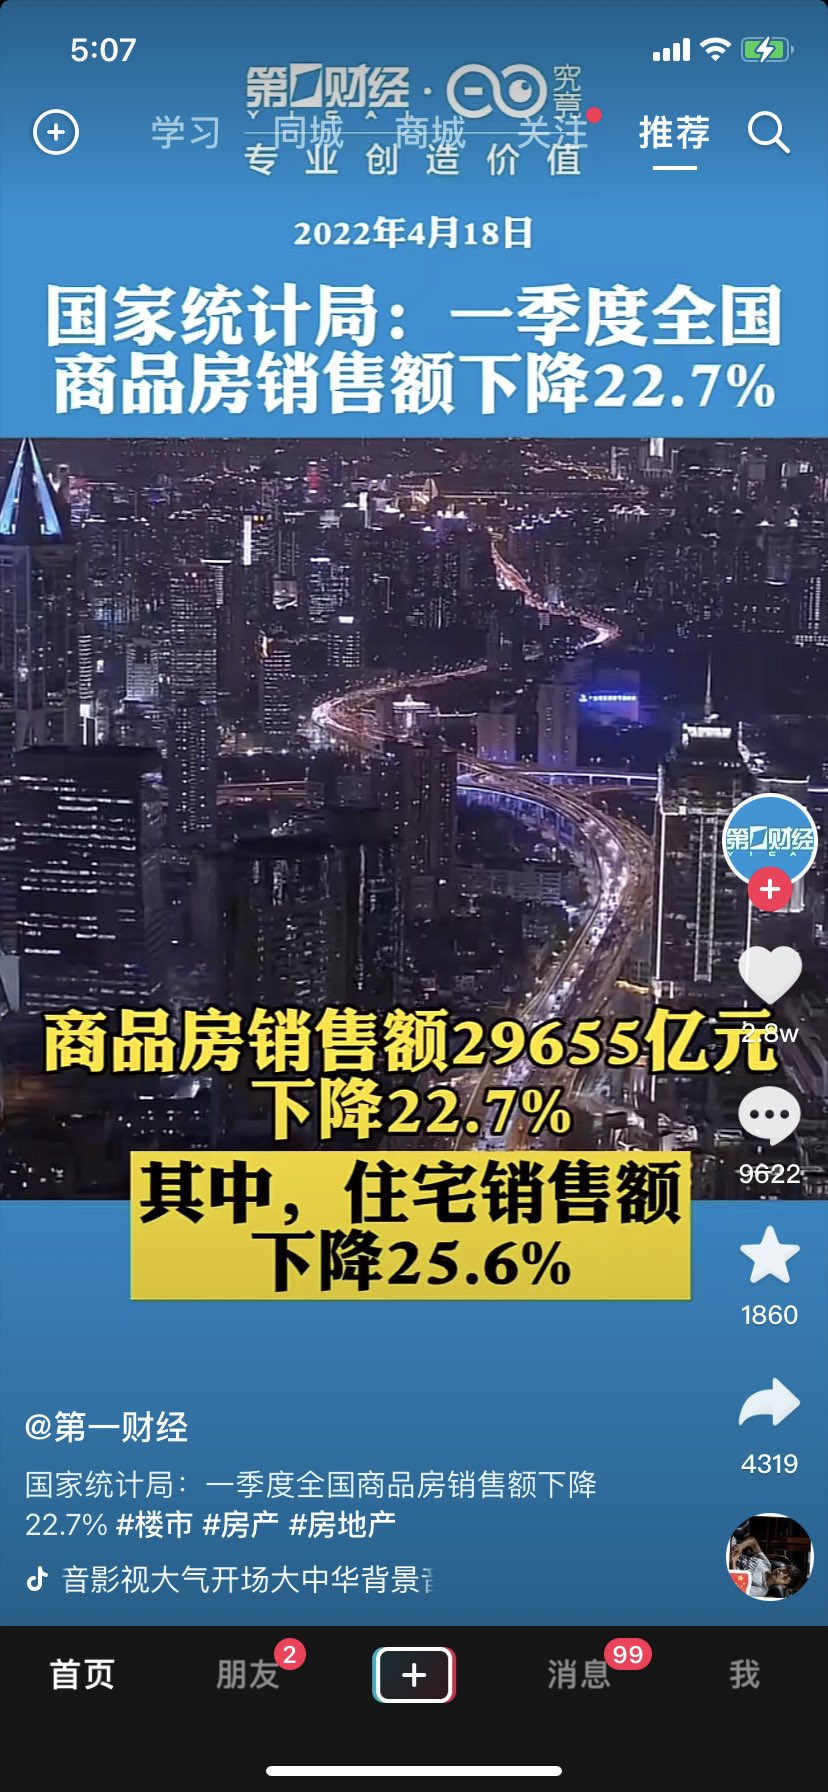 5:07
第一财经·究竟
YICAI
专业创造价值
学习 同城 商城 关注 推荐
2022年4月18日
国家统计局：一季度全国
商品房销售额下降22.7%
第一财经
YICAI
商品房销售额29655亿元
下降22.7%
其中，住宅销售额
下降25.6%
2.8w
9622
1860
4319
@第一财经
国家统计局：一季度全国商品房销售额下降
22.7% #楼市 #房产 #房地产
音影视大气开场大中华背景
首页 朋友 2 消息 99 我